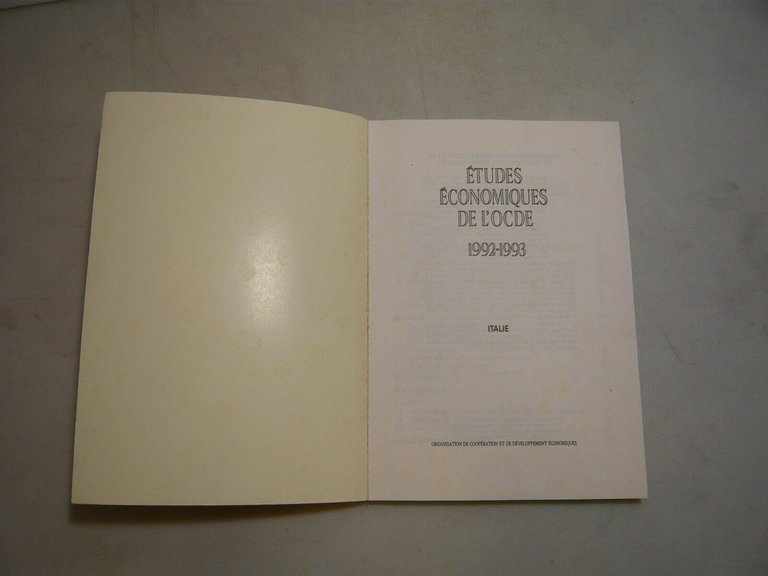 ÉTUDES
ÉCONOMIQUES
DE L'OCDE
1992-1993
ITALIE
ORGANISATION DE COOPÉRATION ET DE DÉVELOPPEMENT ÉCONOMIQUES